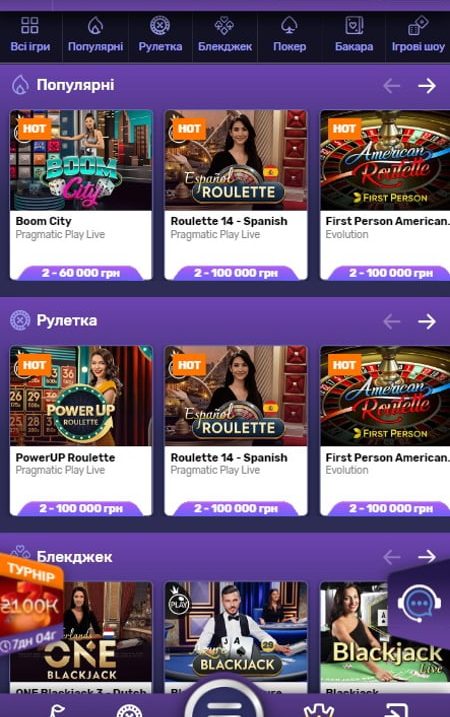 Всі ігри
Популярні
Рулетка
Блекджек
Покер
Бакара
Ігрові шоу
Популярні
HOT
BOOM
City
Boom City
Pragmatic Play Live
2 - 60 000 грн
HOT
Español
ROULETTE
Roulette 14 - Spanish
Pragmatic Play Live
2 - 100 000 грн
HOT
American
Roulette
FIRST PERSON
First Person American.
Evolution
2 - 100 000 грн
Рулетка
HOT
POWER UP
ROULETTE
PowerUP Roulette
Pragmatic Play Live
2 - 100 000 грн
HOT
Español
ROULETTE
Roulette 14 - Spanish
Pragmatic Play Live
2 - 100 000 грн
HOT
American
Roulette
FIRST PERSON
First Person American.
Evolution
2 - 100 000 грн
Блекджек
ТУРНІР
₴100K
7дн 04г
ONE
BLACKJACK
ONE Blackjack 3 - Dutch
PLAY
Azure
BLACKJACK
Blackjack
Live
Blackjack